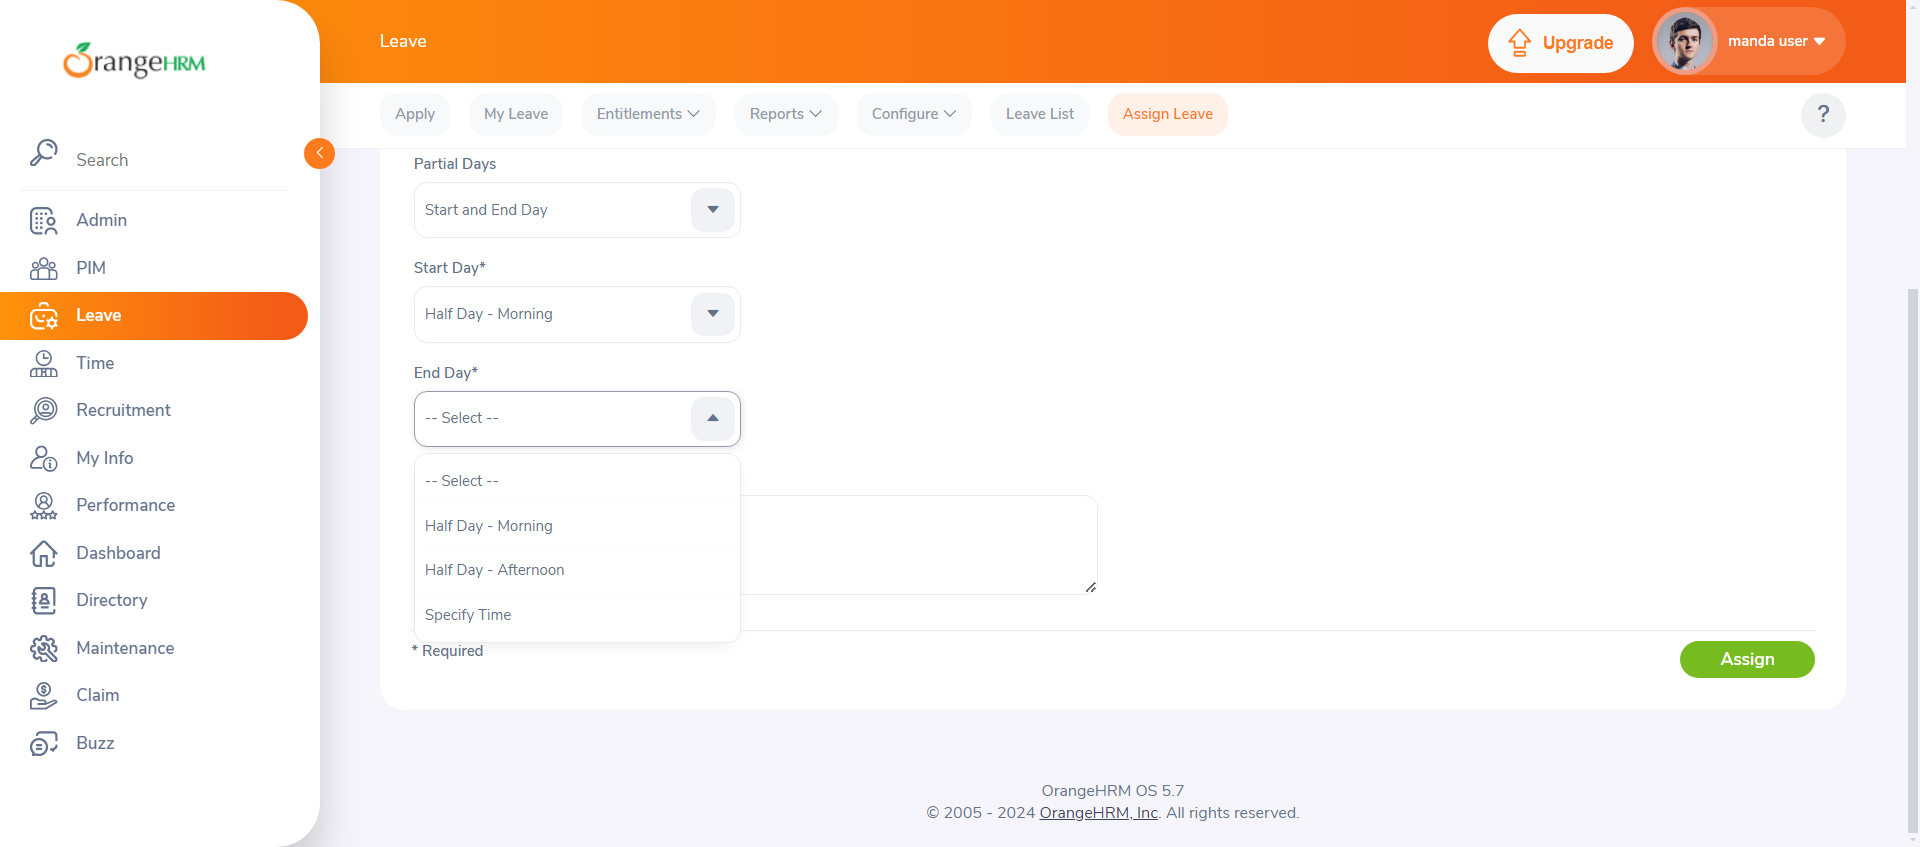 OrangeHRM
Leave
Upgrade
manda user
Apply
My Leave
Entitlements
Reports
Configure
Leave List
Assign Leave
?
Search
Admin
PIM
Leave
Time
Recruitment
My Info
Performance
Dashboard
Directory
Maintenance
Claim
Buzz
Partial Days
Start and End Day
Start Day*
Half Day - Morning
End Day*
-- Select --
-- Select --
Half Day - Morning
Half Day - Afternoon
Specify Time
* Required
Assign
OrangeHRM OS 5.7
© 2005 - 2024 OrangeHRM, Inc. All rights reserved.